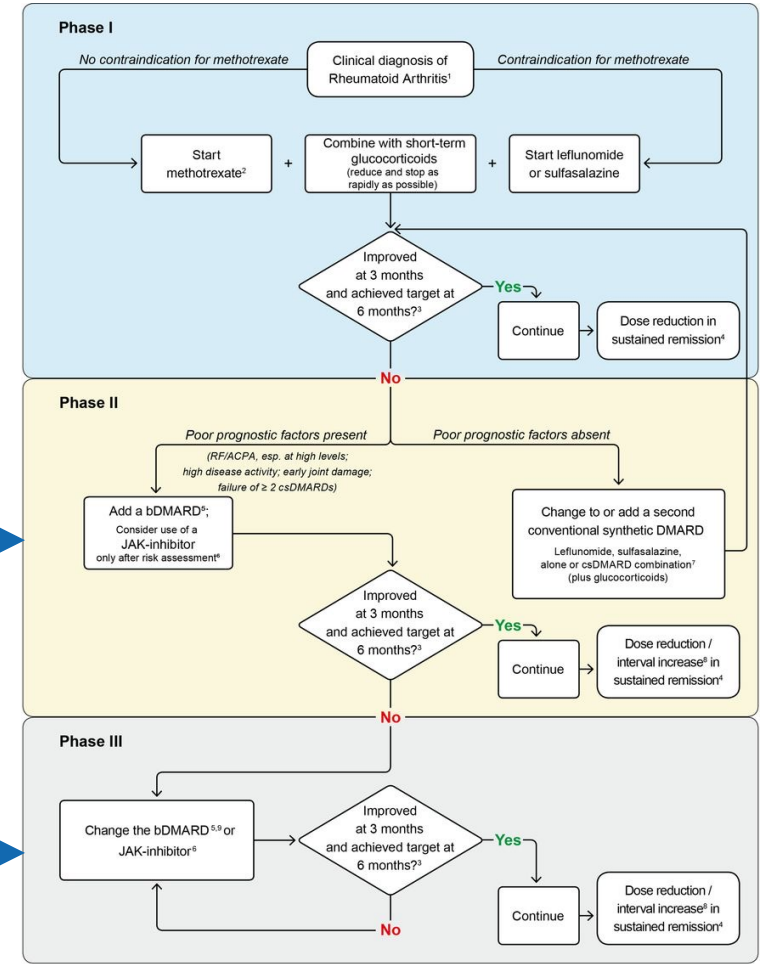 Phase I
No contraindication for methotrexate
Clinical diagnosis of
Rheumatoid Arthritis¹
Contraindication for methotrexate
Start
methotrexate²
+
Combine with short-term
glucocorticoids
(reduce and stop as
rapidly as possible)
+
Start leflunomide
or sulfasalazine
Improved
at 3 months
and achieved target at
6 months?³
Yes
Continue
Dose reduction in
sustained remission⁴
No
Phase II
Poor prognostic factors present
(RF/ACPA, esp. at high levels;
high disease activity; early joint damage;
failure of ≥ 2 csDMARDs)
Poor prognostic factors absent
Add a bDMARD⁵;
Consider use of a
JAK-inhibitor
only after risk assessment⁶
Change to or add a second
conventional synthetic DMARD
Leflunomide, sulfasalazine,
alone or csDMARD combination⁷
(plus glucocorticoids)
Improved
at 3 months
and achieved target at
6 months?³
Yes
Continue
Dose reduction /
interval increase⁸ in
sustained remission⁴
No
Phase III
Change the bDMARD⁵,⁹ or
JAK-inhibitor⁶
Improved
at 3 months
and achieved target at
6 months?³
Yes
Continue
Dose reduction /
interval increase⁸ in
sustained remission⁴
No